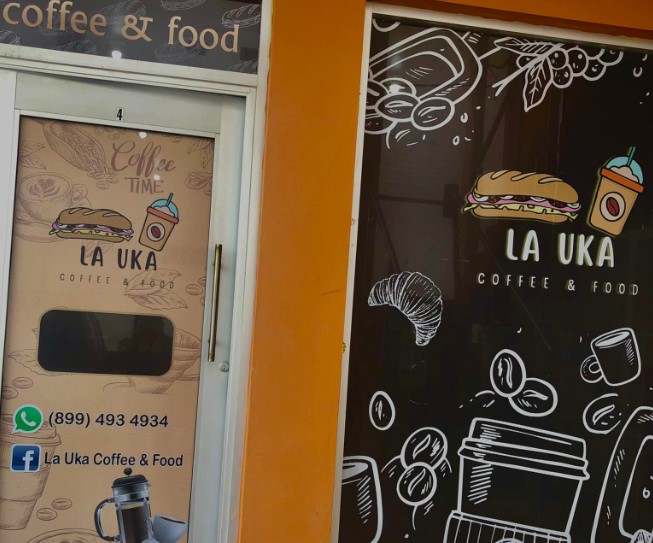 coffee & food
4
Coffee
TIME
LA UKA
COFFEE & FOOD
(899) 493 4934
La Uka Coffee & Food
LA UKA
COFFEE & FOOD